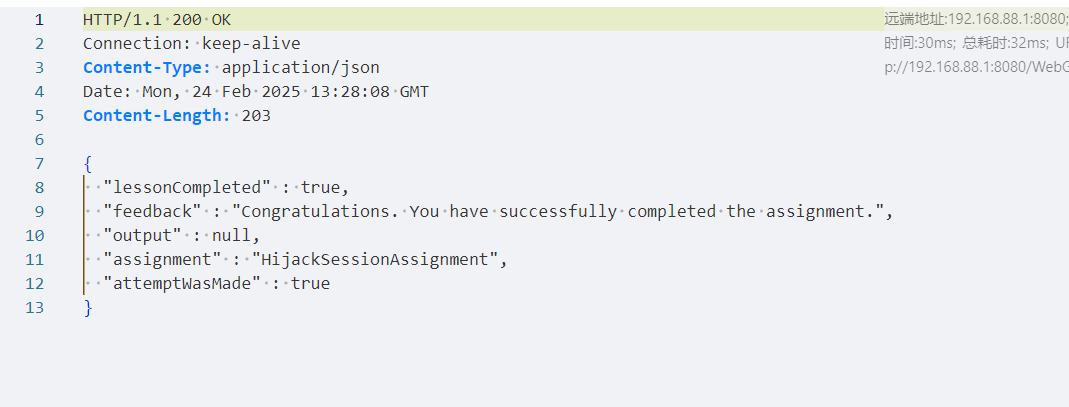 1 HTTP/1.1 200 OK
远端地址:192.168.88.1:8080;
2 Connection: keep-alive
时间:30ms; 总耗时:32ms; UR
3 Content-Type: application/json
p://192.168.88.1:8080/WebG
4 Date: Mon, 24 Feb 2025 13:28:08 GMT
5 Content-Length: 203
6
7 {
8 "lessonCompleted" : true,
9 "feedback" : "Congratulations. You have successfully completed the assignment.",
10 "output" : null,
11 "assignment" : "HijackSessionAssignment",
12 "attemptWasMade" : true
13 }